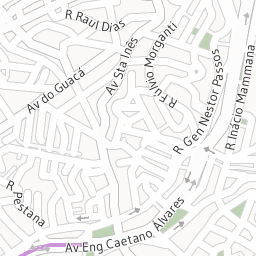 R Raul Dias
Av Sta Inês
R Fulvio Morganti
Av do Guacá
R Gen Nestor Passos
R Inácio Mammana
R. Pestana
Av Eng Caetano Álvares